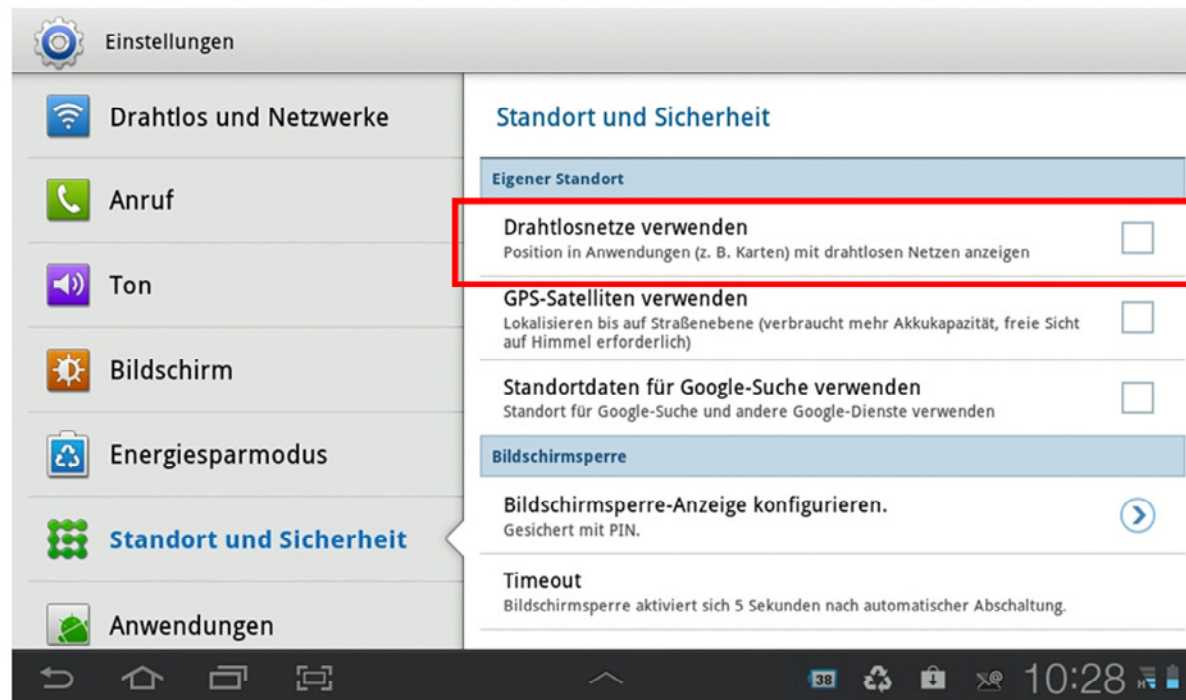 Einstellungen
Drahtlos und Netzwerke
Anruf
Ton
Bildschirm
Energiesparmodus
Standort und Sicherheit
Anwendungen
Standort und Sicherheit
Eigener Standort
Drahtlosnetze verwenden
Position in Anwendungen (z. B. Karten) mit drahtlosen Netzen anzeigen
GPS-Satelliten verwenden
Lokalisieren bis auf Straßenebene (verbraucht mehr Akkukapazität, freie Sicht
auf Himmel erforderlich)
Standortdaten für Google-Suche verwenden
Standort für Google-Suche und andere Google-Dienste verwenden
Bildschirmsperre
Bildschirmsperre-Anzeige konfigurieren.
Gesichert mit PIN.
Timeout
Bildschirmsperre aktiviert sich 5 Sekunden nach automatischer Abschaltung.
38 10:28 H